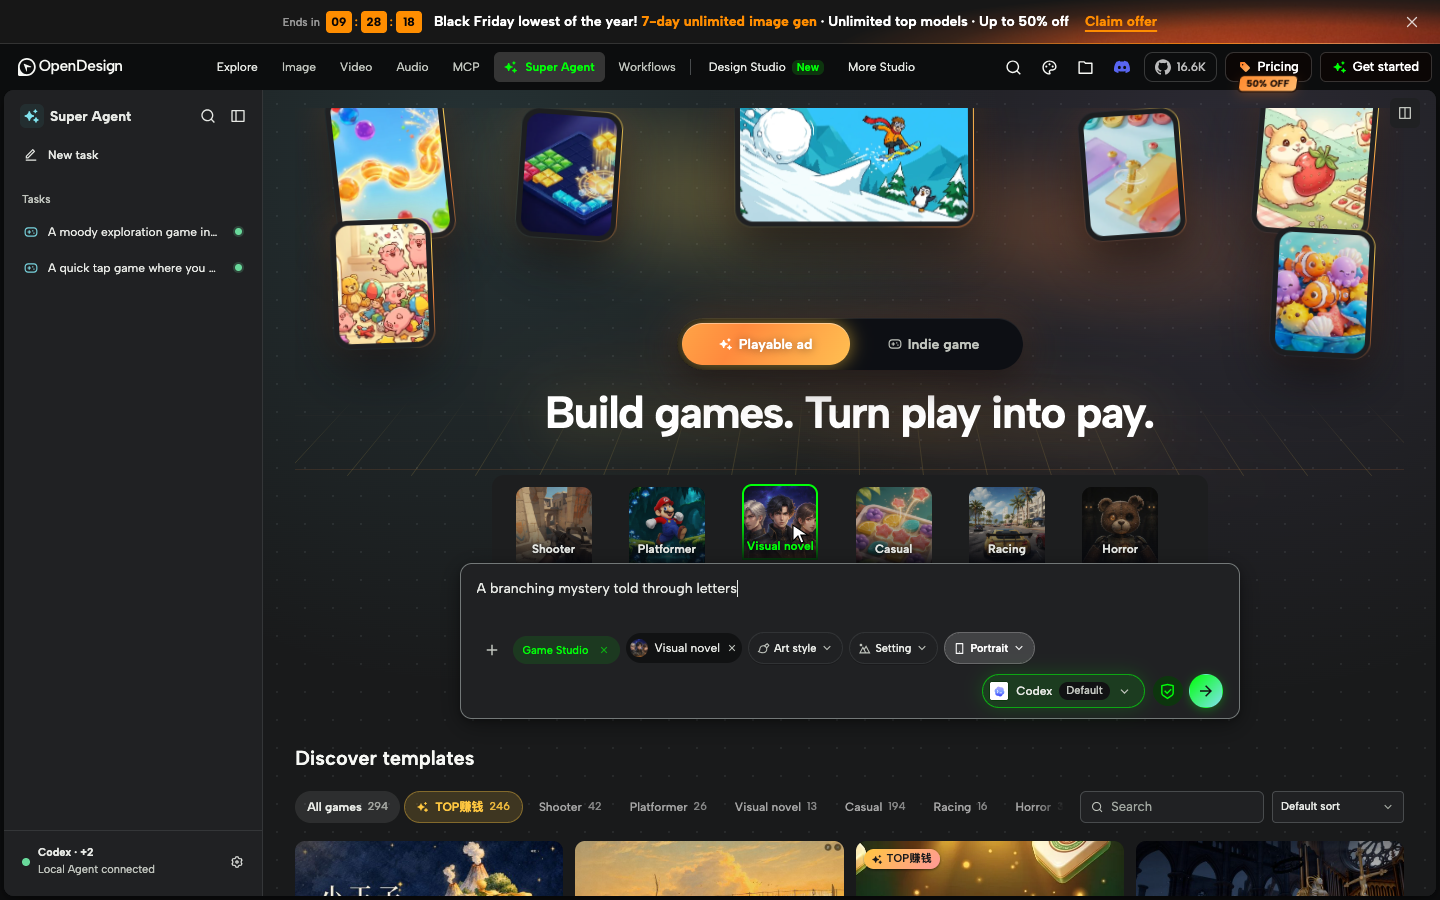 Ends in 09 : 28 : 18 Black Friday lowest of the year! 7-day unlimited image gen · Unlimited top models · Up to 50% off Claim offer
OpenDesign Explore Image Video Audio MCP Super Agent Workflows Design Studio New More Studio 16.6K Pricing Get started
50% OFF
Super Agent
New task
Tasks
A moody exploration game in...
A quick tap game where you ...
Playable ad Indie game
Build games. Turn play into pay.
Shooter Platformer Visual novel Casual Racing Horror
A branching mystery told through letters
Game Studio Visual novel Art style Setting Portrait
Codex Default
Discover templates
All games 294 TOP賺钱 246 Shooter 42 Platformer 26 Visual novel 13 Casual 194 Racing 16 Horror Search Default sort
TOP賺钱
小王子
Codex · +2
Local Agent connected